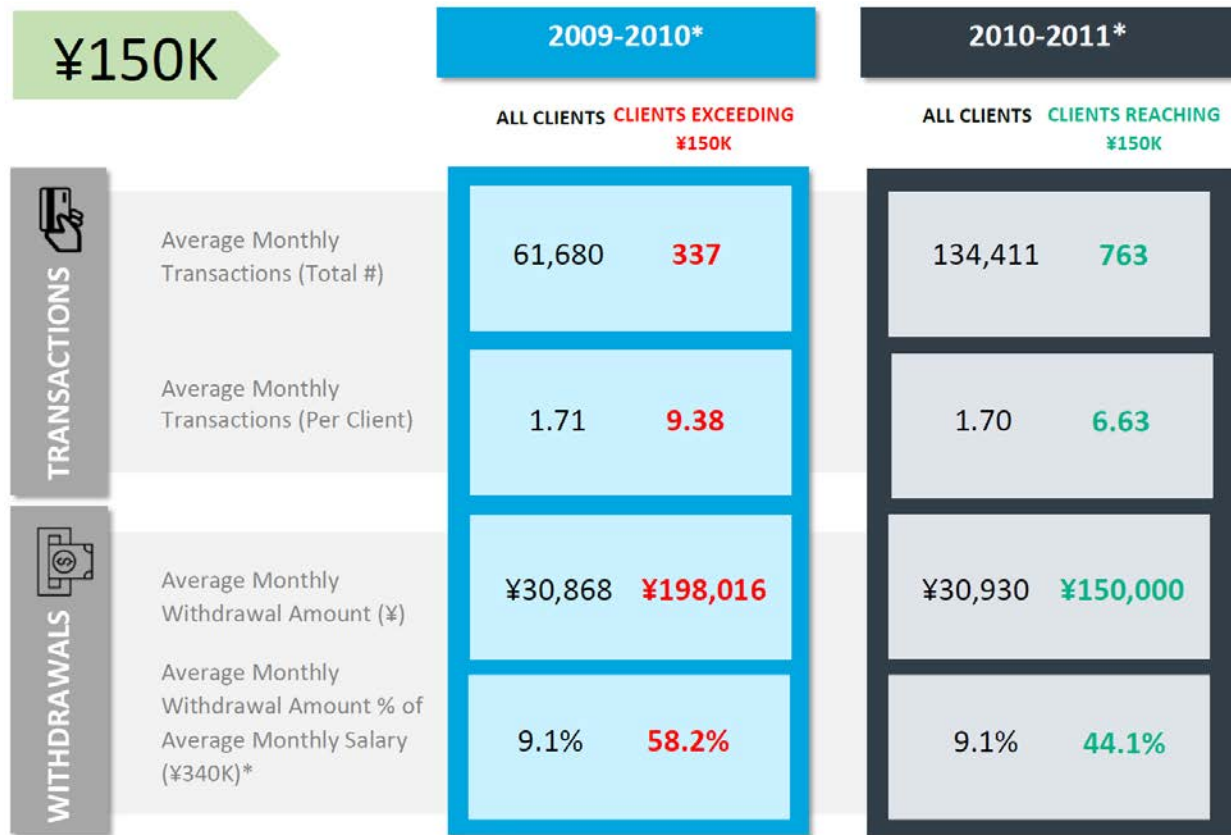 ¥150K
2009-2010*
2010-2011*
ALL CLIENTS
CLIENTS EXCEEDING
¥150K
ALL CLIENTS
CLIENTS REACHING
¥150K
TRANSACTIONS
Average Monthly
Transactions (Total #)
61,680
337
134,411
763
Average Monthly
Transactions (Per Client)
1.71
9.38
1.70
6.63
WITHDRAWALS
$
Average Monthly
Withdrawal Amount (¥)
¥30,868
¥198,016
¥30,930
¥150,000
Average Monthly
Withdrawal Amount % of
Average Monthly Salary
(¥340K)*
9.1%
58.2%
9.1%
44.1%